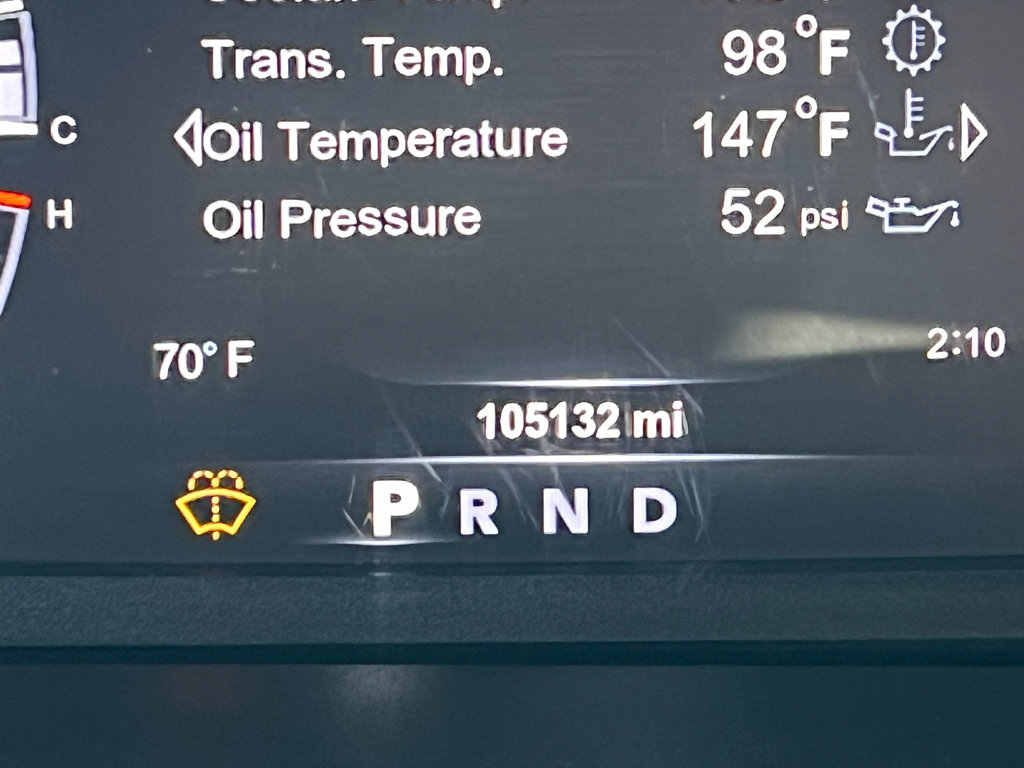 Trans. Temp. 98°F
C
Oil Temperature 147°F
H
Oil Pressure 52 psi
70° F
2:10
105132 mi
P R N D